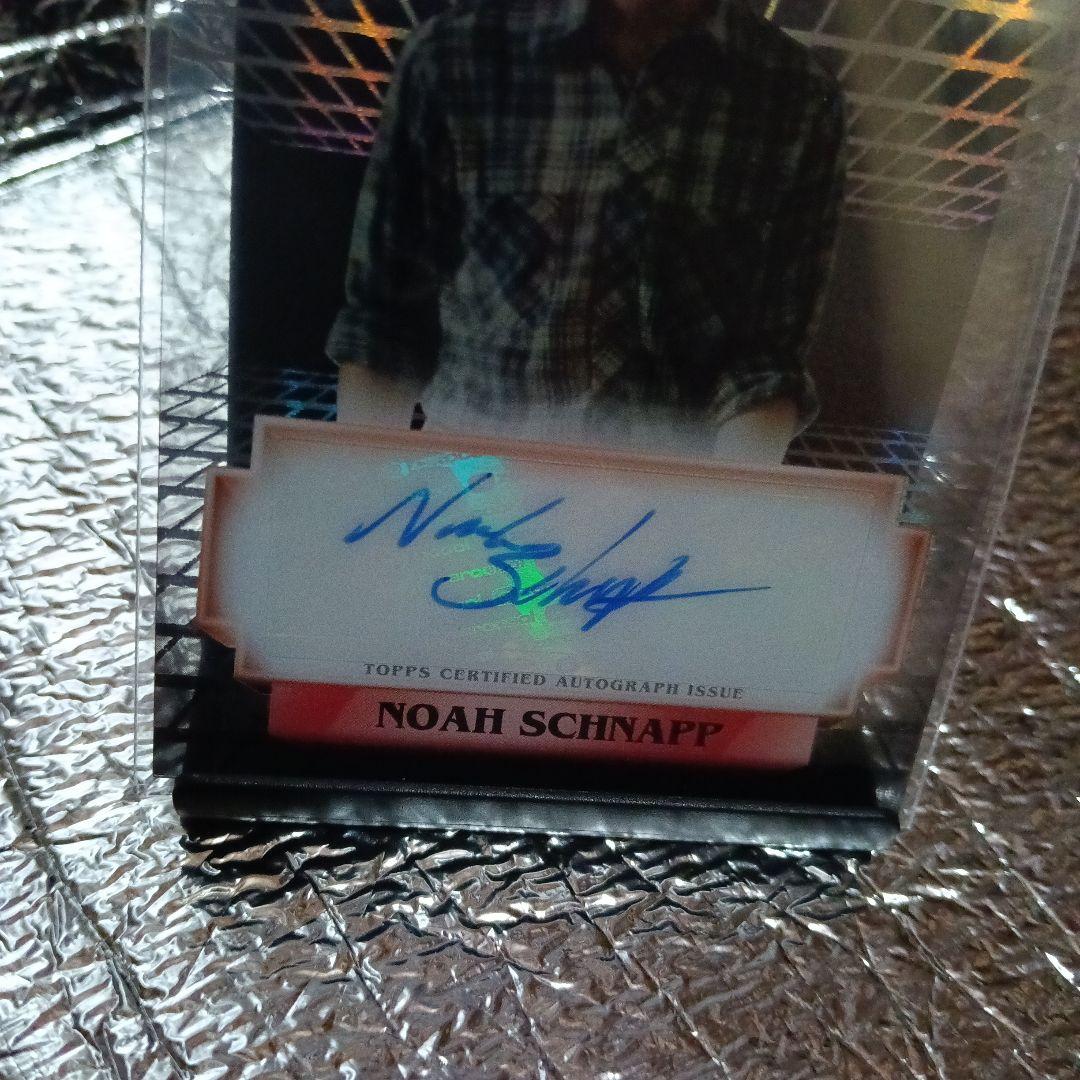 Noah
Schnapp
TOPPS CERTIFIED AUTOGRAPH ISSUE
NOAH SCHNAPP